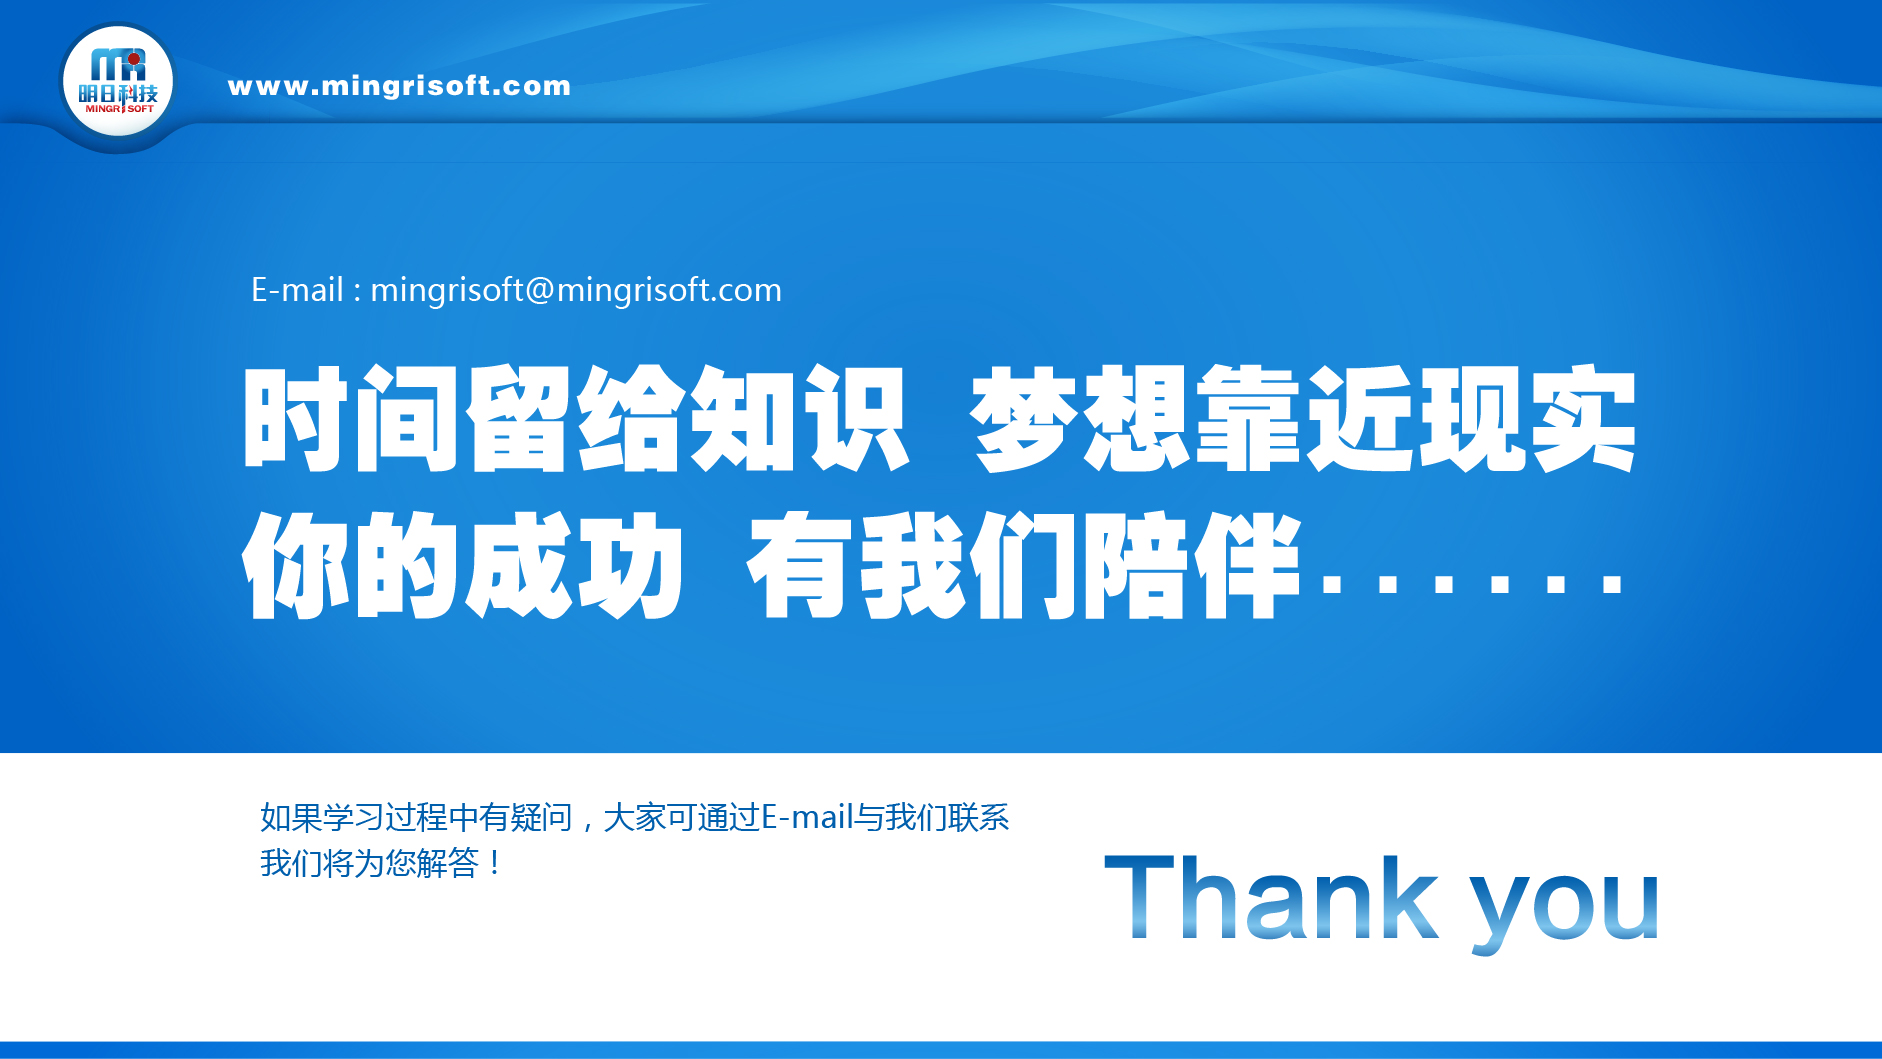 明日科技
MINGRISOFT
www.mingrisoft.com
E-mail : mingrisoft@mingrisoft.com
时间留给知识 梦想靠近现实
你的成功 有我们陪伴......
如果学习过程中有疑问，大家可通过E-mail与我们联系
我们将为您解答！
Thank you